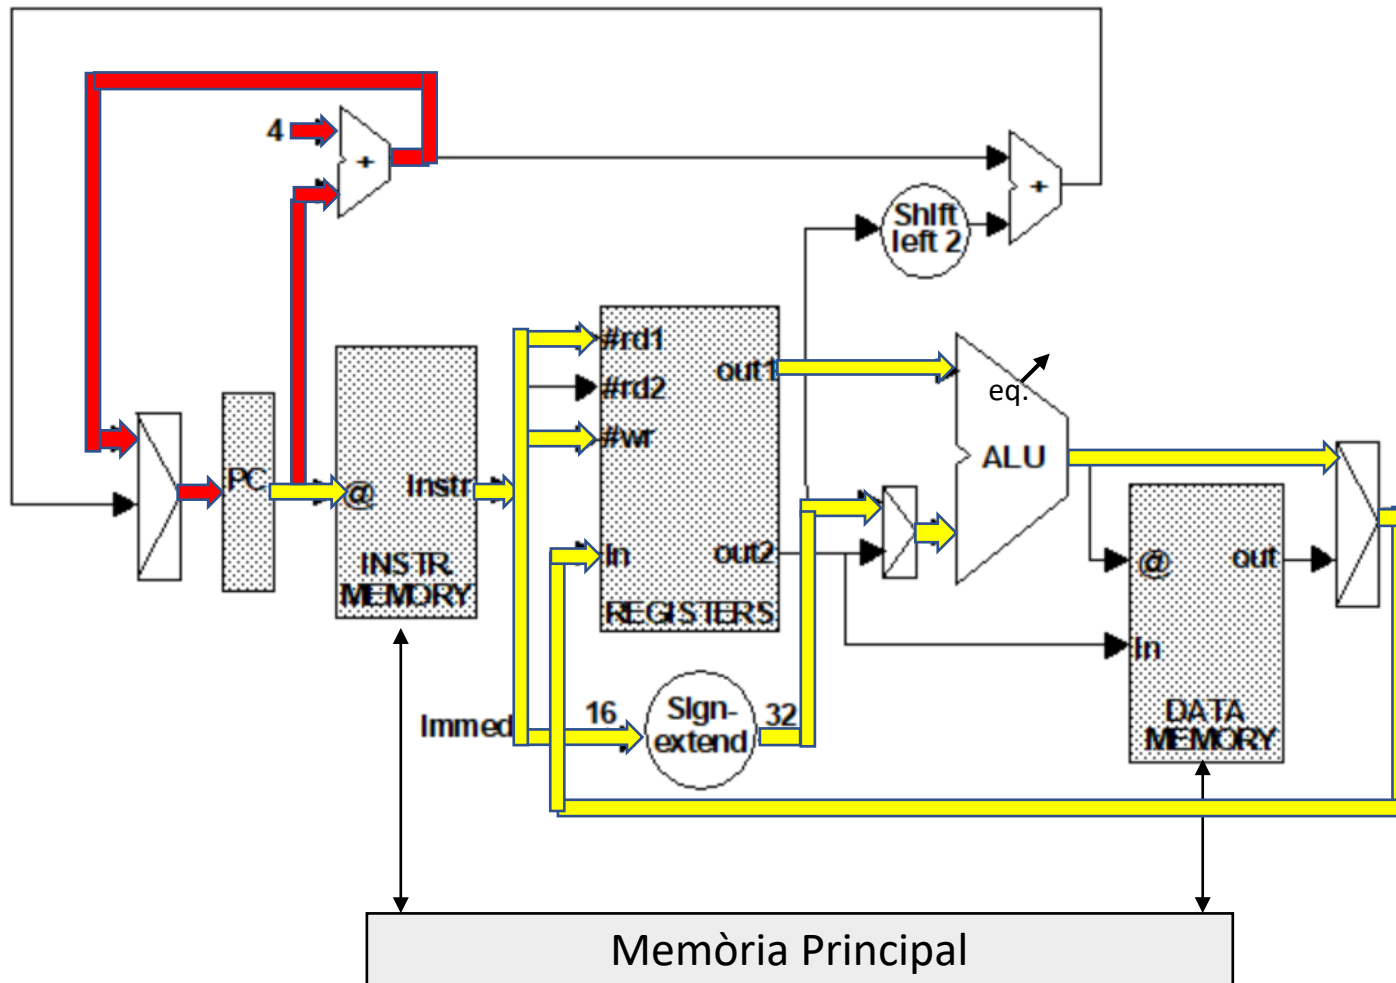 4
+
+
Shift
left 2
#rd1
out1
#rd2
eq.
#wr
ALU
PC
Instr
@
In
out2
@
out
INSTR.
MEMORY
REGISTERS
In
Immed
16
Sign-
extend
32
DATA
MEMORY
Memòria Principal